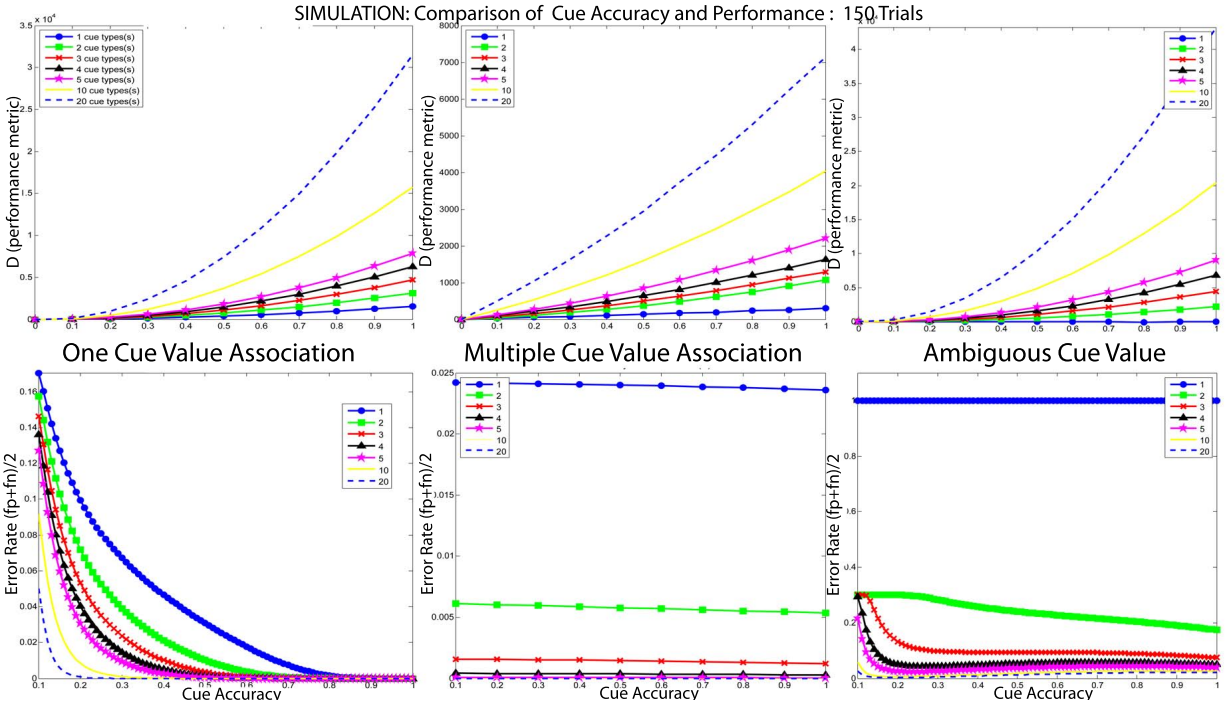 SIMULATION: Comparison of Cue Accuracy and Performance : 150 Trials
x 10^4
3.5
3
2.5
2
1.5
1
0.5
0
D (performance metric)
1 cue types(s)
2 cue types(s)
3 cue types(s)
4 cue types(s)
5 cue types(s)
10 cue types(s)
20 cue types(s)
0 0.1 0.2 0.3 0.4 0.5 0.6 0.7 0.8 0.9 1
8000
7000
6000
5000
4000
3000
2000
1000
0
D (performance metric)
1
2
3
4
5
10
20
0 0.1 0.2 0.3 0.4 0.5 0.6 0.7 0.8 0.9 1
x 10^4
4
3.5
3
2.5
2
1.5
1
0.5
0
D (performance metric)
1
2
3
4
5
10
20
0 0.1 0.2 0.3 0.4 0.5 0.6 0.7 0.8 0.9 1
One Cue Value Association
Multiple Cue Value Association
Ambiguous Cue Value
0.16
0.14
0.12
0.1
0.08
0.06
0.04
0.02
0
Error Rate (fp+fn)/2
1
2
3
4
5
10
20
0.1 0.2 0.3 0.4 0.5 0.6 0.7 0.8 0.9 1
Cue Accuracy
0.025
0.02
0.015
0.01
0.005
0
Error Rate (fp+fn)/2
1
2
3
4
5
10
20
0.1 0.2 0.3 0.4 0.5 0.6 0.7 0.8 0.9 1
Cue Accuracy
1
0.8
0.6
0.4
0.2
0
Error Rate (fp+fn)/2
1
2
3
4
5
10
20
0.1 0.2 0.3 0.4 0.5 0.6 0.7 0.8 0.9 1
Cue Accuracy